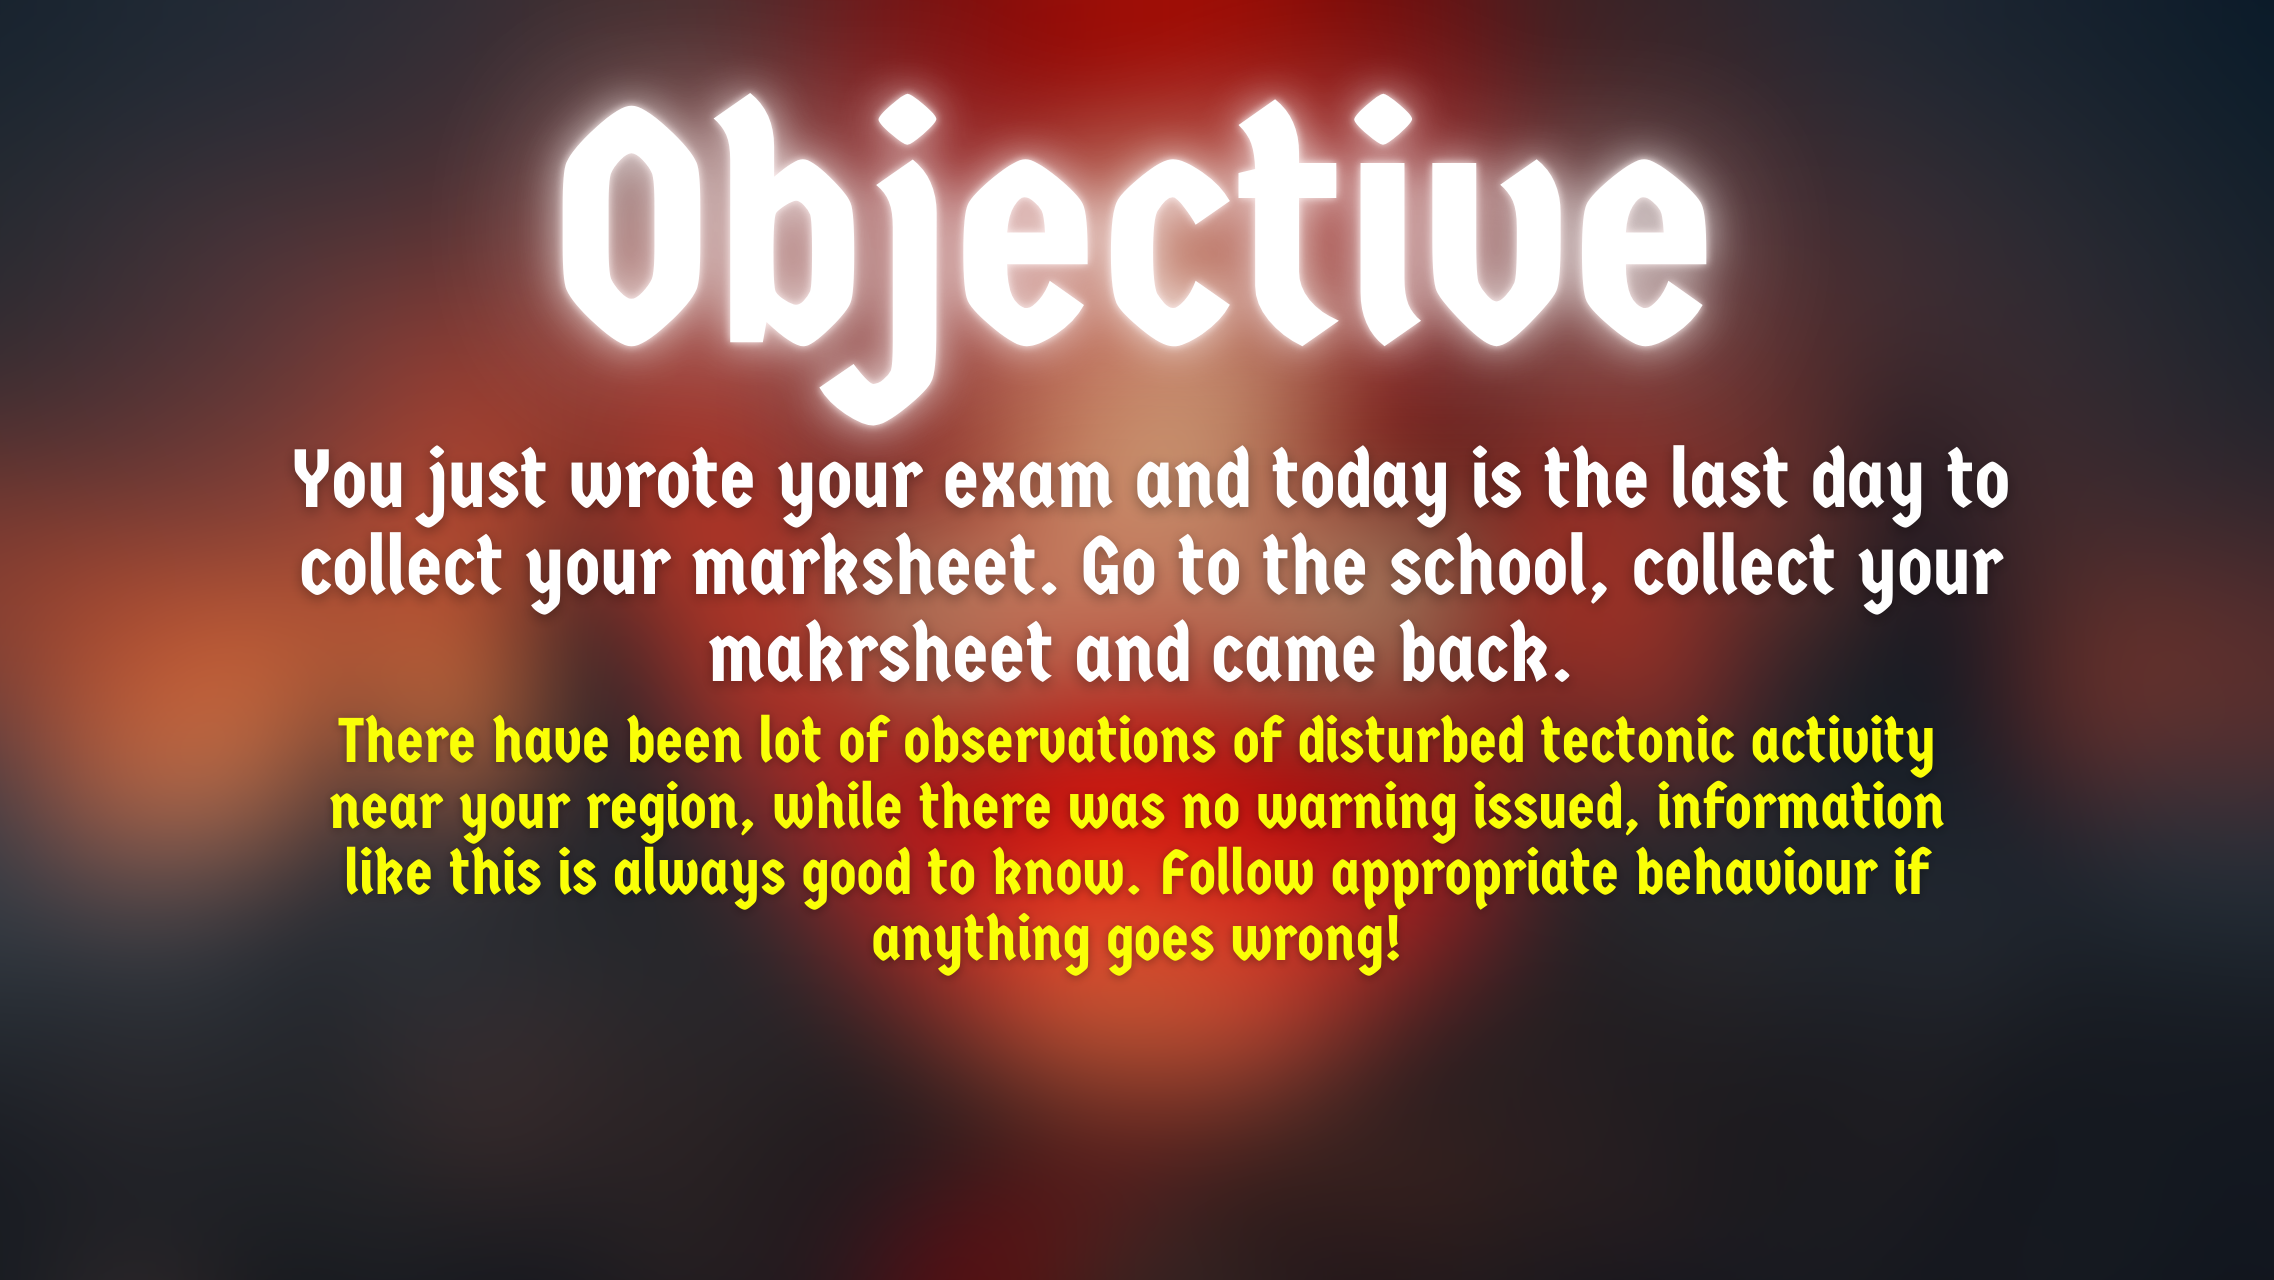 Objective
You just wrote your exam and today is the last day to
collect your marksheet. Go to the school, collect your
makrsheet and came back.
There have been lot of observations of disturbed tectonic activity
near your region, while there was no warning issued, information
like this is always good to know. Follow appropriate behaviour if
anything goes wrong!